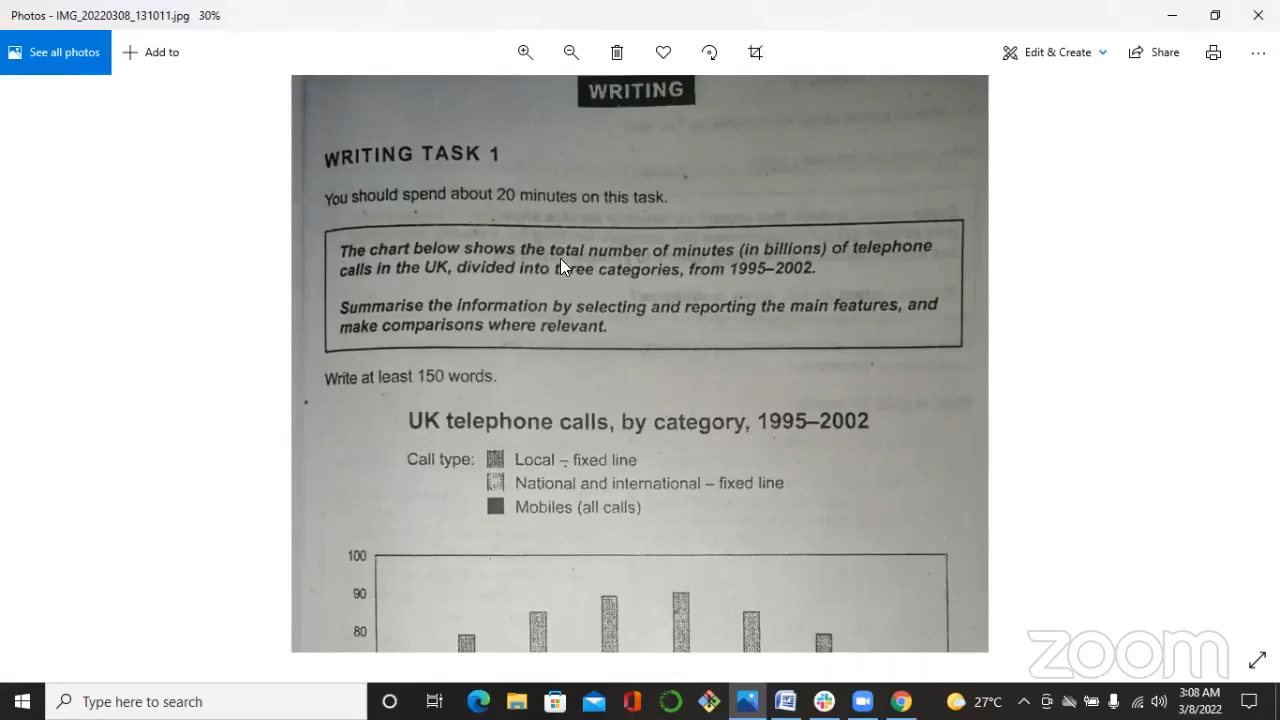 Photos - IMG_20220308_131011.jpg 30%
See all photos
Add to
Edit & Create
Share
WRITING
WRITING TASK 1
You should spend about 20 minutes on this task.
The chart below shows the total number of minutes (in billions) of telephone
calls in the UK, divided into three categories, from 1995–2002.
Summarise the information by selecting and reporting the main features, and
make comparisons where relevant.
Write at least 150 words.
UK telephone calls, by category, 1995–2002
Call type:
Local – fixed line
National and international – fixed line
Mobiles (all calls)
100
90
80
zoom
Type here to search
27°C
3:08 AM
3/8/2022